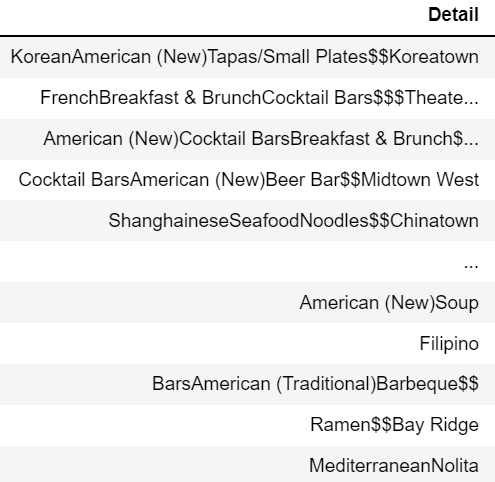 Detail
KoreanAmerican (New)Tapas/Small Plates$$Koreatown
FrenchBreakfast & BrunchCocktail Bars$$$Theate...
American (New)Cocktail BarsBreakfast & Brunch$...
Cocktail BarsAmerican (New)Beer Bar$$Midtown West
ShanghaineseSeafoodNoodles$$Chinatown
...
American (New)Soup
Filipino
BarsAmerican (Traditional)Barbeque$$
Ramen$$Bay Ridge
MediterraneanNolita